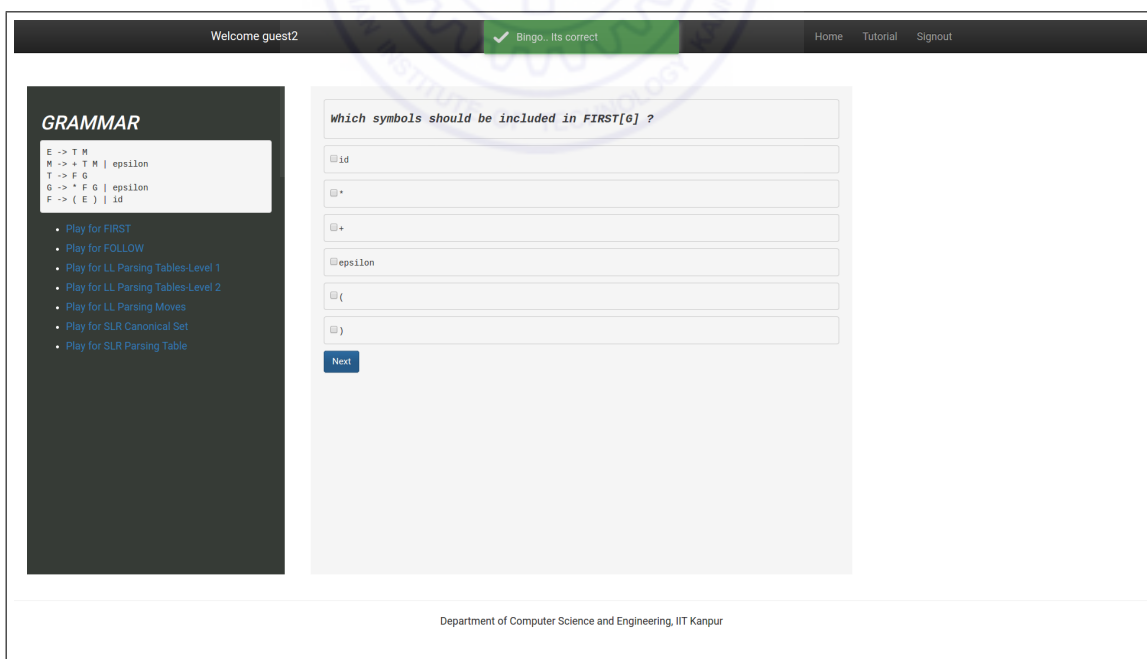 Welcome guest2
Bingo.. Its correct
Home Tutorial Signout
INSTITUTE OF TECHNOLOGY
GRAMMAR
E -> T M
M -> + T M | epsilon
T -> F G
G -> * F G | epsilon
F -> ( E ) | id
Play for FIRST
Play for FOLLOW
Play for LL Parsing Tables-Level 1
Play for LL Parsing Tables-Level 2
Play for LL Parsing Moves
Play for SLR Canonical Set
Play for SLR Parsing Table
Which symbols should be included in FIRST[G] ?
id
*
+
epsilon
(
)
Next
Department of Computer Science and Engineering, IIT Kanpur